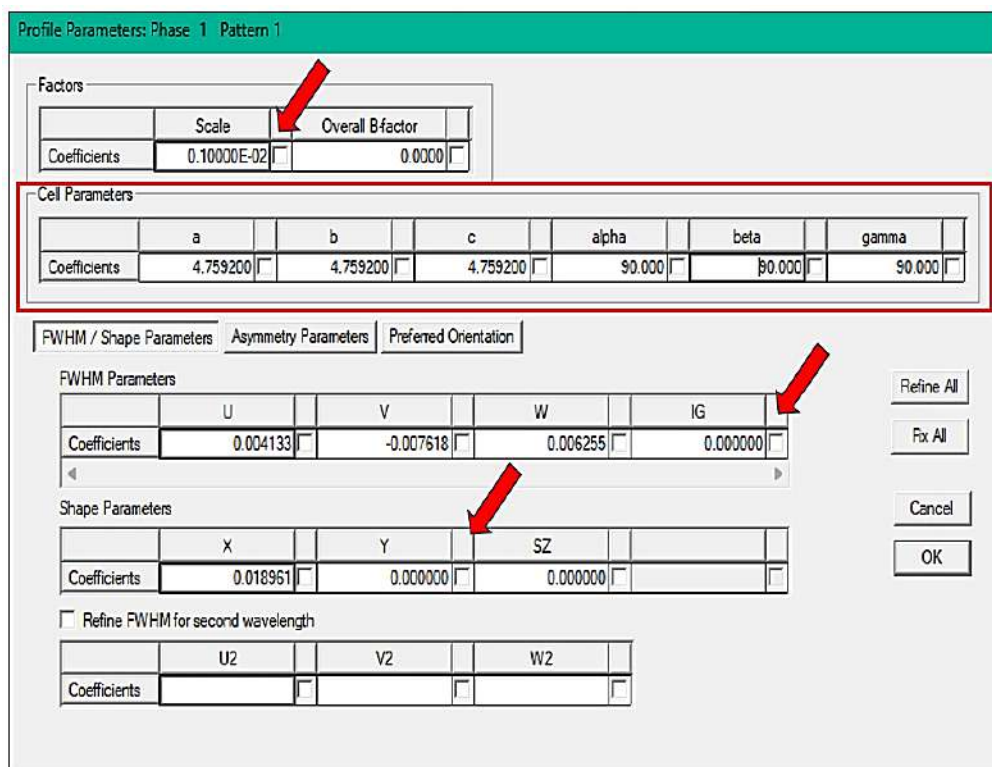 Profile Parameters: Phase 1 Pattern 1
Factors
Scale Overall B-factor
Coefficients 0.10000E-02 0.0000
Cell Parameters
a b c alpha beta gamma
Coefficients 4.759200 4.759200 4.759200 90.000 90.000 90.000
FWHM / Shape Parameters Asymmetry Parameters Preferred Orientation
FWHM Parameters
U V W IG
Coefficients 0.004133 -0.007618 0.006255 0.000000
Refine All
Fix All
Shape Parameters
X Y SZ
Coefficients 0.018961 0.000000 0.000000
Cancel
OK
Refine FWHM for second wavelength
U2 V2 W2
Coefficients